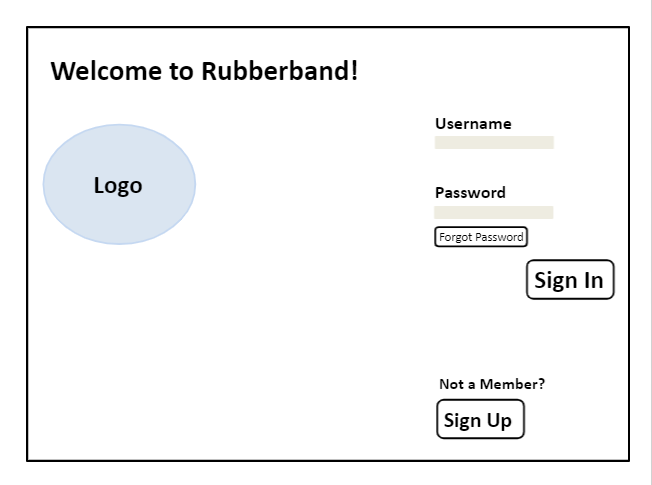 Welcome to Rubberband!
Logo
Username
Password
Forgot Password
Sign In
Not a Member?
Sign Up